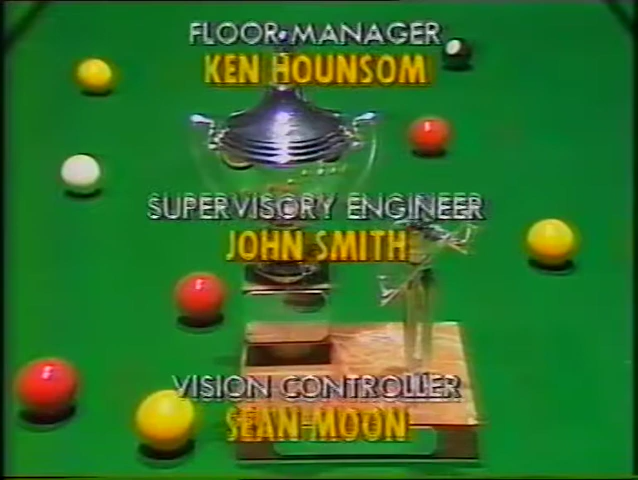 FLOOR MANAGER
KEN HOUNSOM
SUPERVISORY ENGINEER
JOHN SMITH
VISION CONTROLLER
SEAN MOON